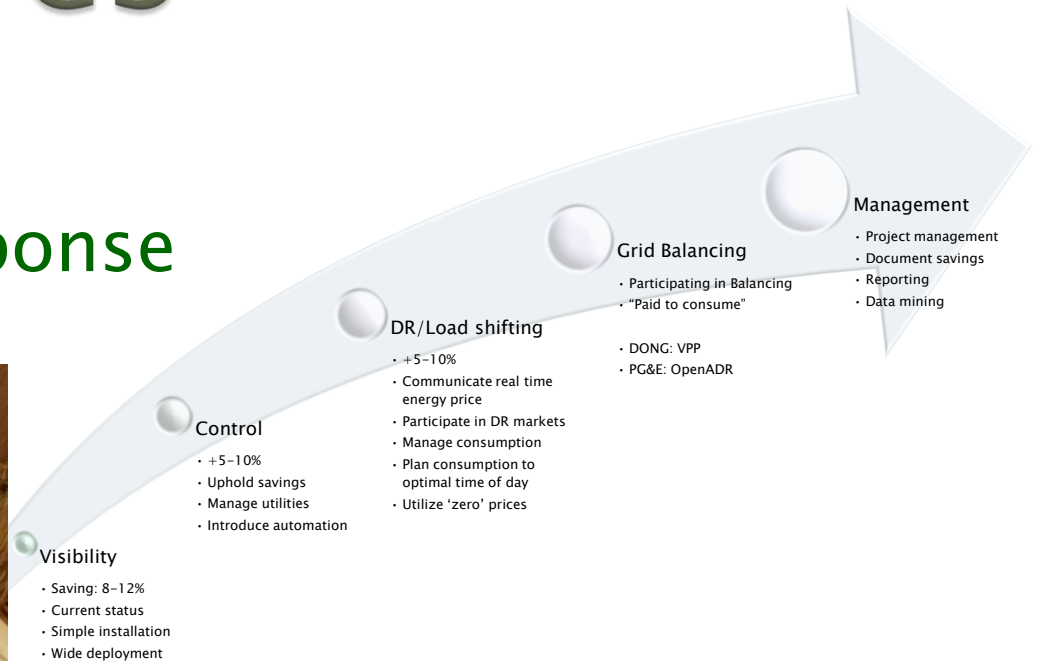 Visibility
• Saving: 8–12%
• Current status
• Simple installation
• Wide deployment
Control
• +5–10%
• Uphold savings
• Manage utilities
• Introduce automation
DR/Load shifting
• +5–10%
• Communicate real time
energy price
• Participate in DR markets
• Manage consumption
• Plan consumption to
optimal time of day
• Utilize ‘zero’ prices
Grid Balancing
• Participating in Balancing
• “Paid to consume”
• DONG: VPP
• PG&E: OpenADR
Management
• Project management
• Document savings
• Reporting
• Data mining